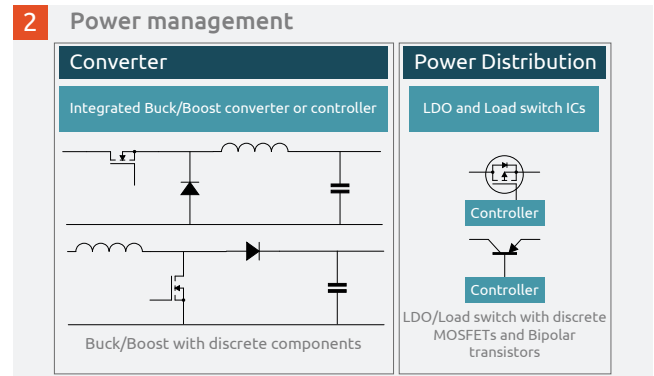 2 Power management
Converter
Integrated Buck/Boost converter or controller
Buck/Boost with discrete components
Power Distribution
LDO and Load switch ICs
Controller
Controller
LDO/Load switch with discrete
MOSFETs and Bipolar
transistors